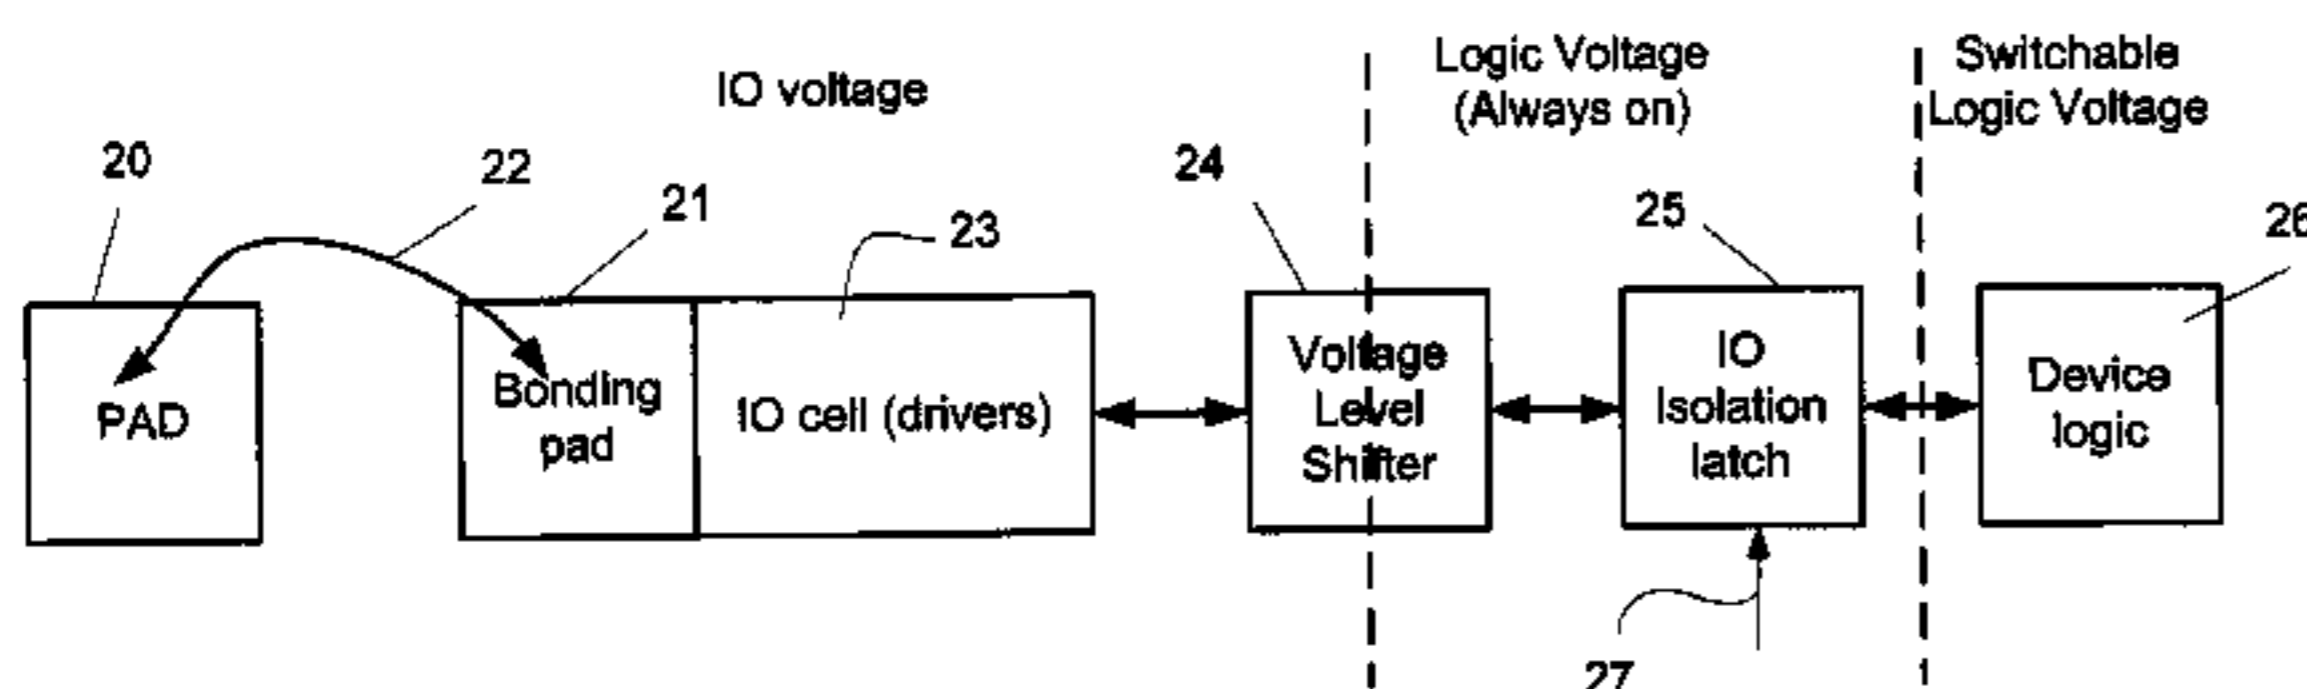 IO voltage
Logic Voltage
(Always on)
Switchable
Logic Voltage
20
22
21
23
24
25
26
PAD
Bonding
pad
IO cell (drivers)
Voltage
Level
Shifter
IO
Isolation
latch
Device
logic
27